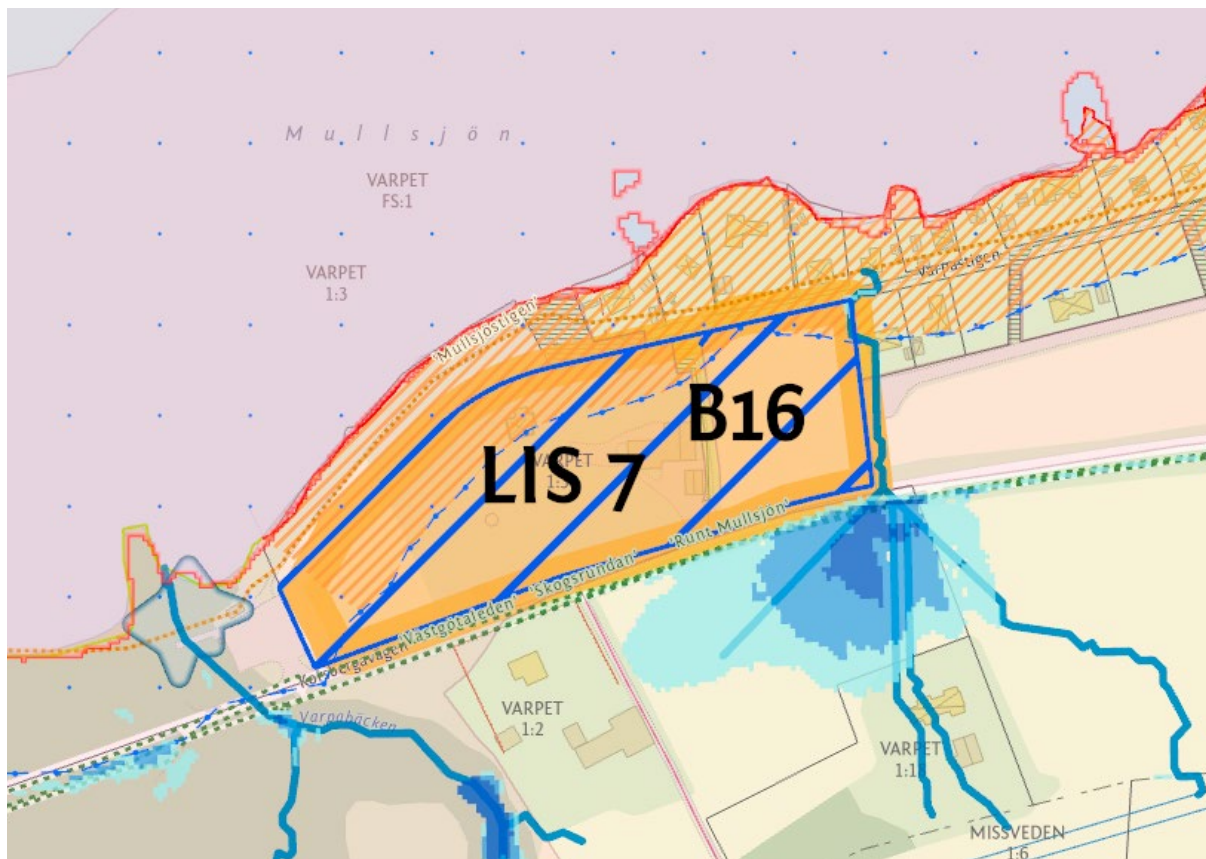 Mullsjön
VARPET
FS:1
VARPET
1:3
'Mullsjöstigen'
Varpastigen
B16
LIS 7
VARPET
'Runt Mullsjön'
'Skogsrundan'
'Västgötaleden'
Korsbergavägen
Varpabäcken
VARPET
1:2
VARPET
MISSVEDEN
1:6